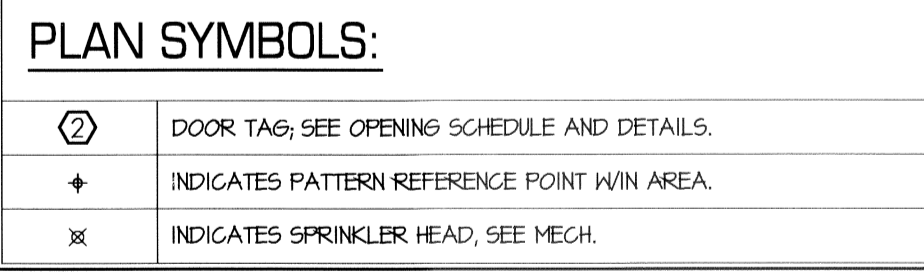 PLAN SYMBOLS:
2 DOOR TAG; SEE OPENING SCHEDULE AND DETAILS.
INDICATES PATTERN REFERENCE POINT W/IN AREA.
INDICATES SPRINKLER HEAD, SEE MECH.